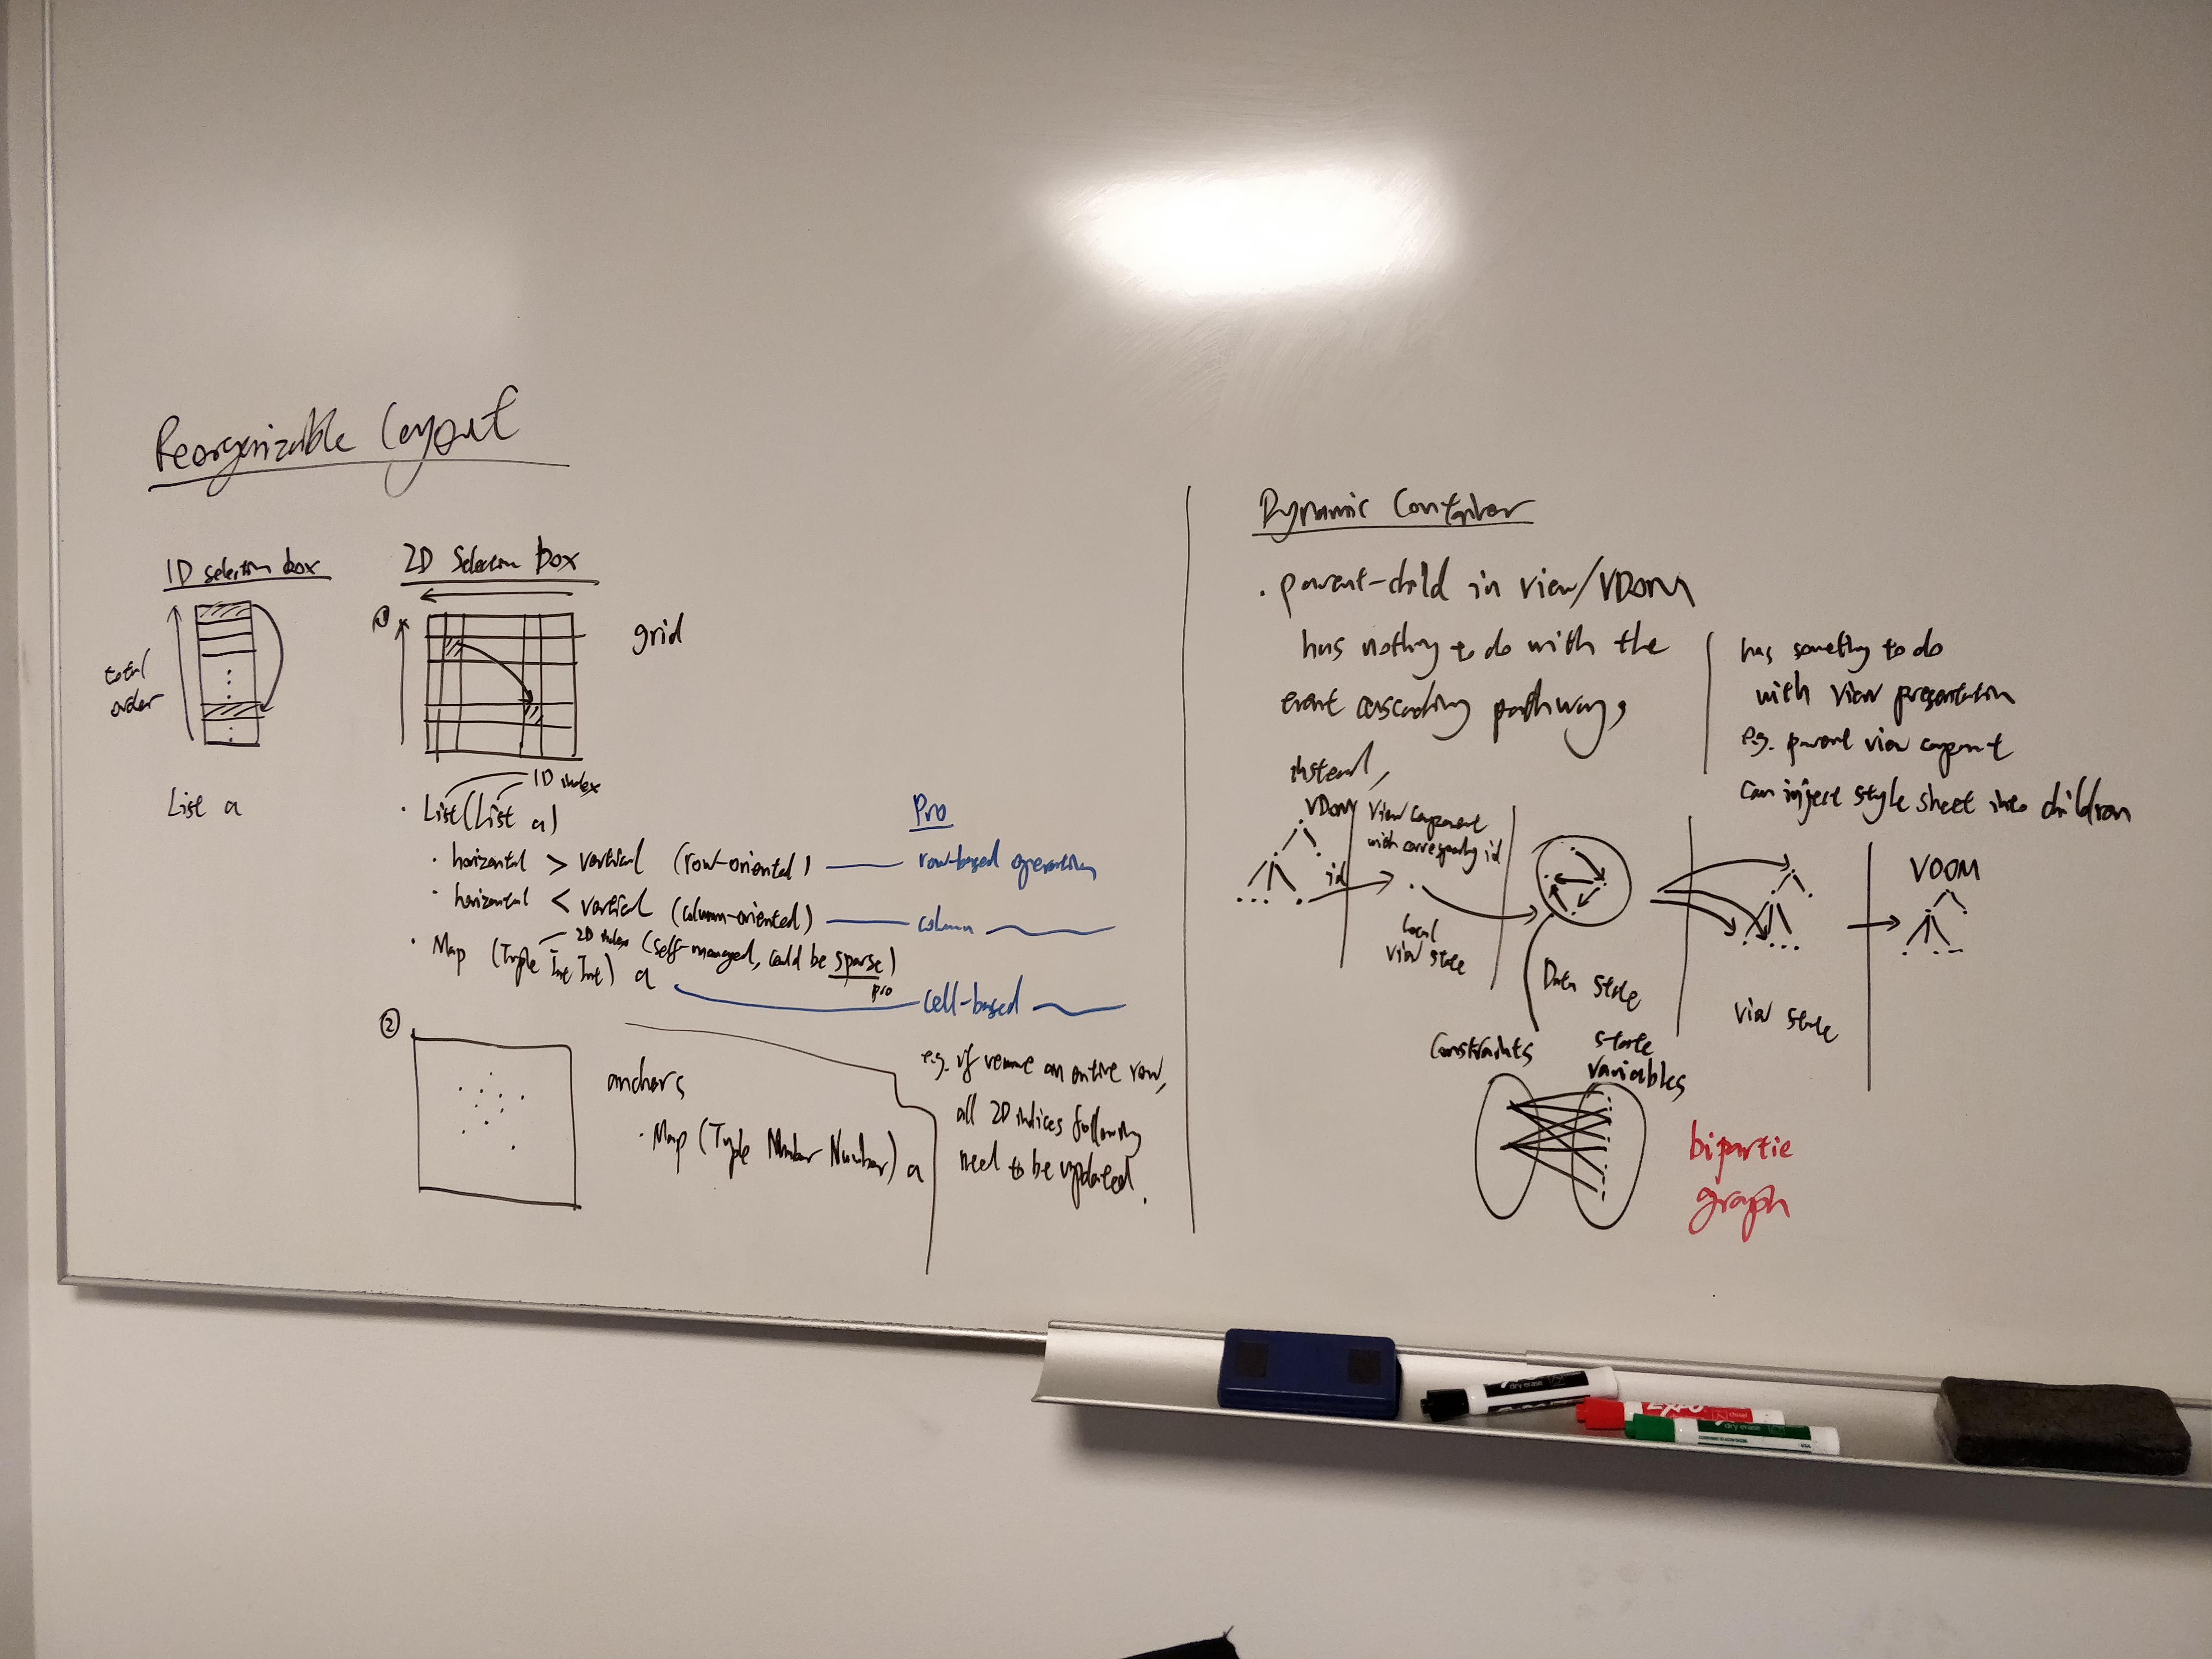 Reorganizable Layout
1D selection box
total
order
List a
2D Selection box
①
grid
1D index
· List (List a)
· horizontal > vertical (row-oriented)
· horizontal < vertical (column-oriented)
2D index
· Map (Tuple Int Int) a
(self-managed, could be sparse)
pro
Pro
row-based operation
column
cell-based
②
anchors
· Map (Tuple Number Number) a
e.g. if remove an entire row,
all 2D indices following
need to be updated.
Dynamic Container
· parent-child in view/VDOM
has nothing to do with the
event cascading pathway,
has something to do
with view presentation
e.g. parent view component
can inject style sheet into children
instead,
VDOM
id
view component
with corresponding id
local
view state
Data State
View State
VDOM
Constraints
state
variables
bipartie
graph
dry erase
EXPO
dry erase